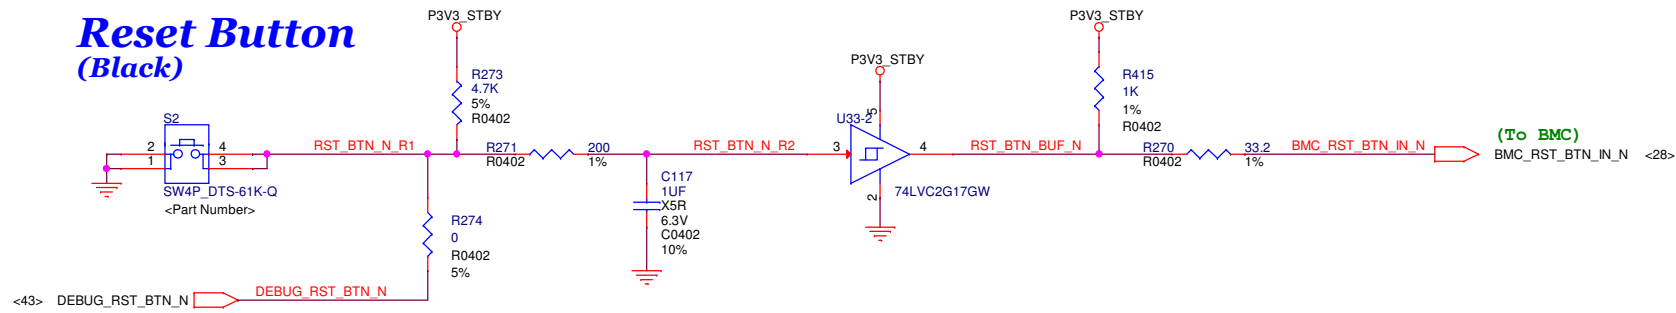 Reset Button
(Black)
P3V3_STBY
R273
4.7K
5%
R0402
S2
2
1
4
3
SW4P_DTS-61K-Q
<Part Number>
RST_BTN_N_R1
R271
R0402
200
1%
RST_BTN_N_R2
C117
1UF
X5R
6.3V
C0402
10%
R274
0
R0402
5%
<43> DEBUG_RST_BTN_N
DEBUG_RST_BTN_N
P3V3_STBY
U33-2
5
3
4
2
74LVC2G17GW
RST_BTN_BUF_N
P3V3_STBY
R415
1K
1%
R0402
R270
R0402
33.2
1%
BMC_RST_BTN_IN_N
(To BMC)
BMC_RST_BTN_IN_N <28>